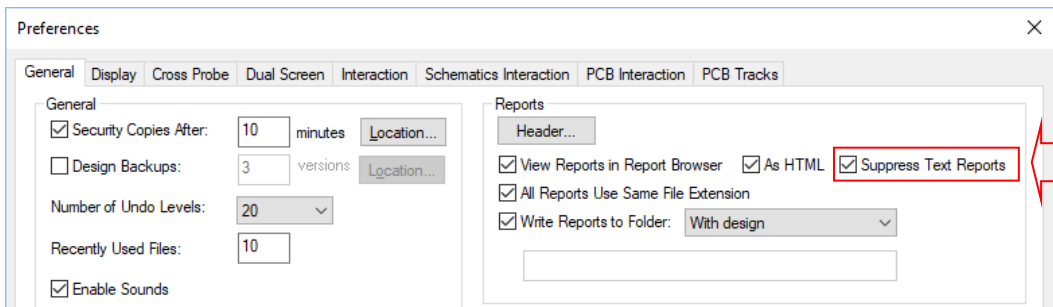 Preferences
General Display Cross Probe Dual Screen Interaction Schematics Interaction PCB Interaction PCB Tracks
General
Security Copies After: 10 minutes Location...
Design Backups: 3 versions Location...
Number of Undo Levels: 20
Recently Used Files: 10
Enable Sounds
Reports
Header...
View Reports in Report Browser As HTML Suppress Text Reports
All Reports Use Same File Extension
Write Reports to Folder: With design